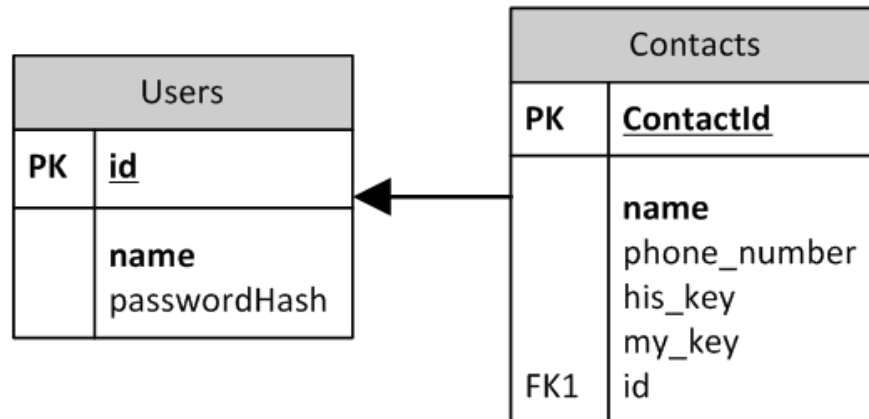 Users
PK id
name
passwordHash
Contacts
PK ContactId
name
phone_number
his_key
my_key
FK1 id